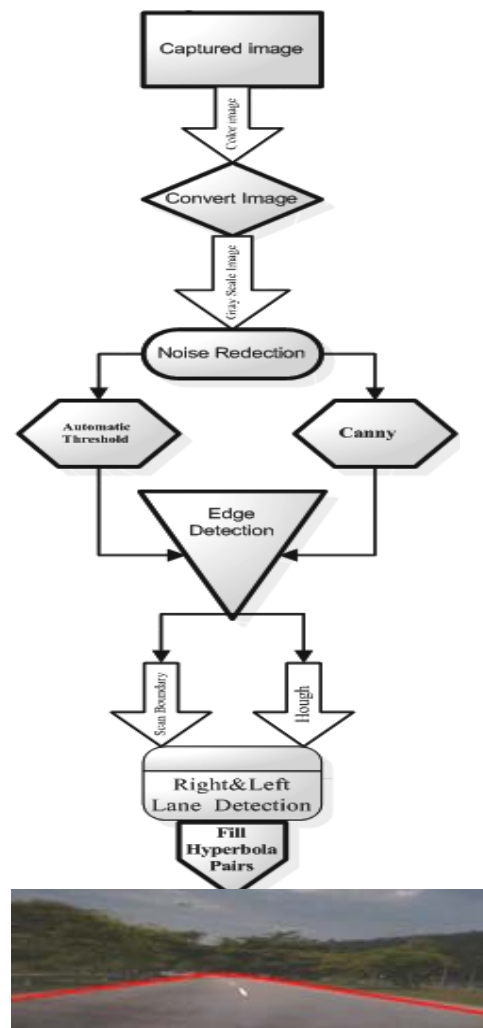 Captured image
Color image
Convert Image
Gray Scale Image
Noise Redection
Automatic
Threshold
Canny
Edge
Detection
Scan Boundary
Hough
Right&Left
Lane Detection
Fill
Hyperbola
Pairs